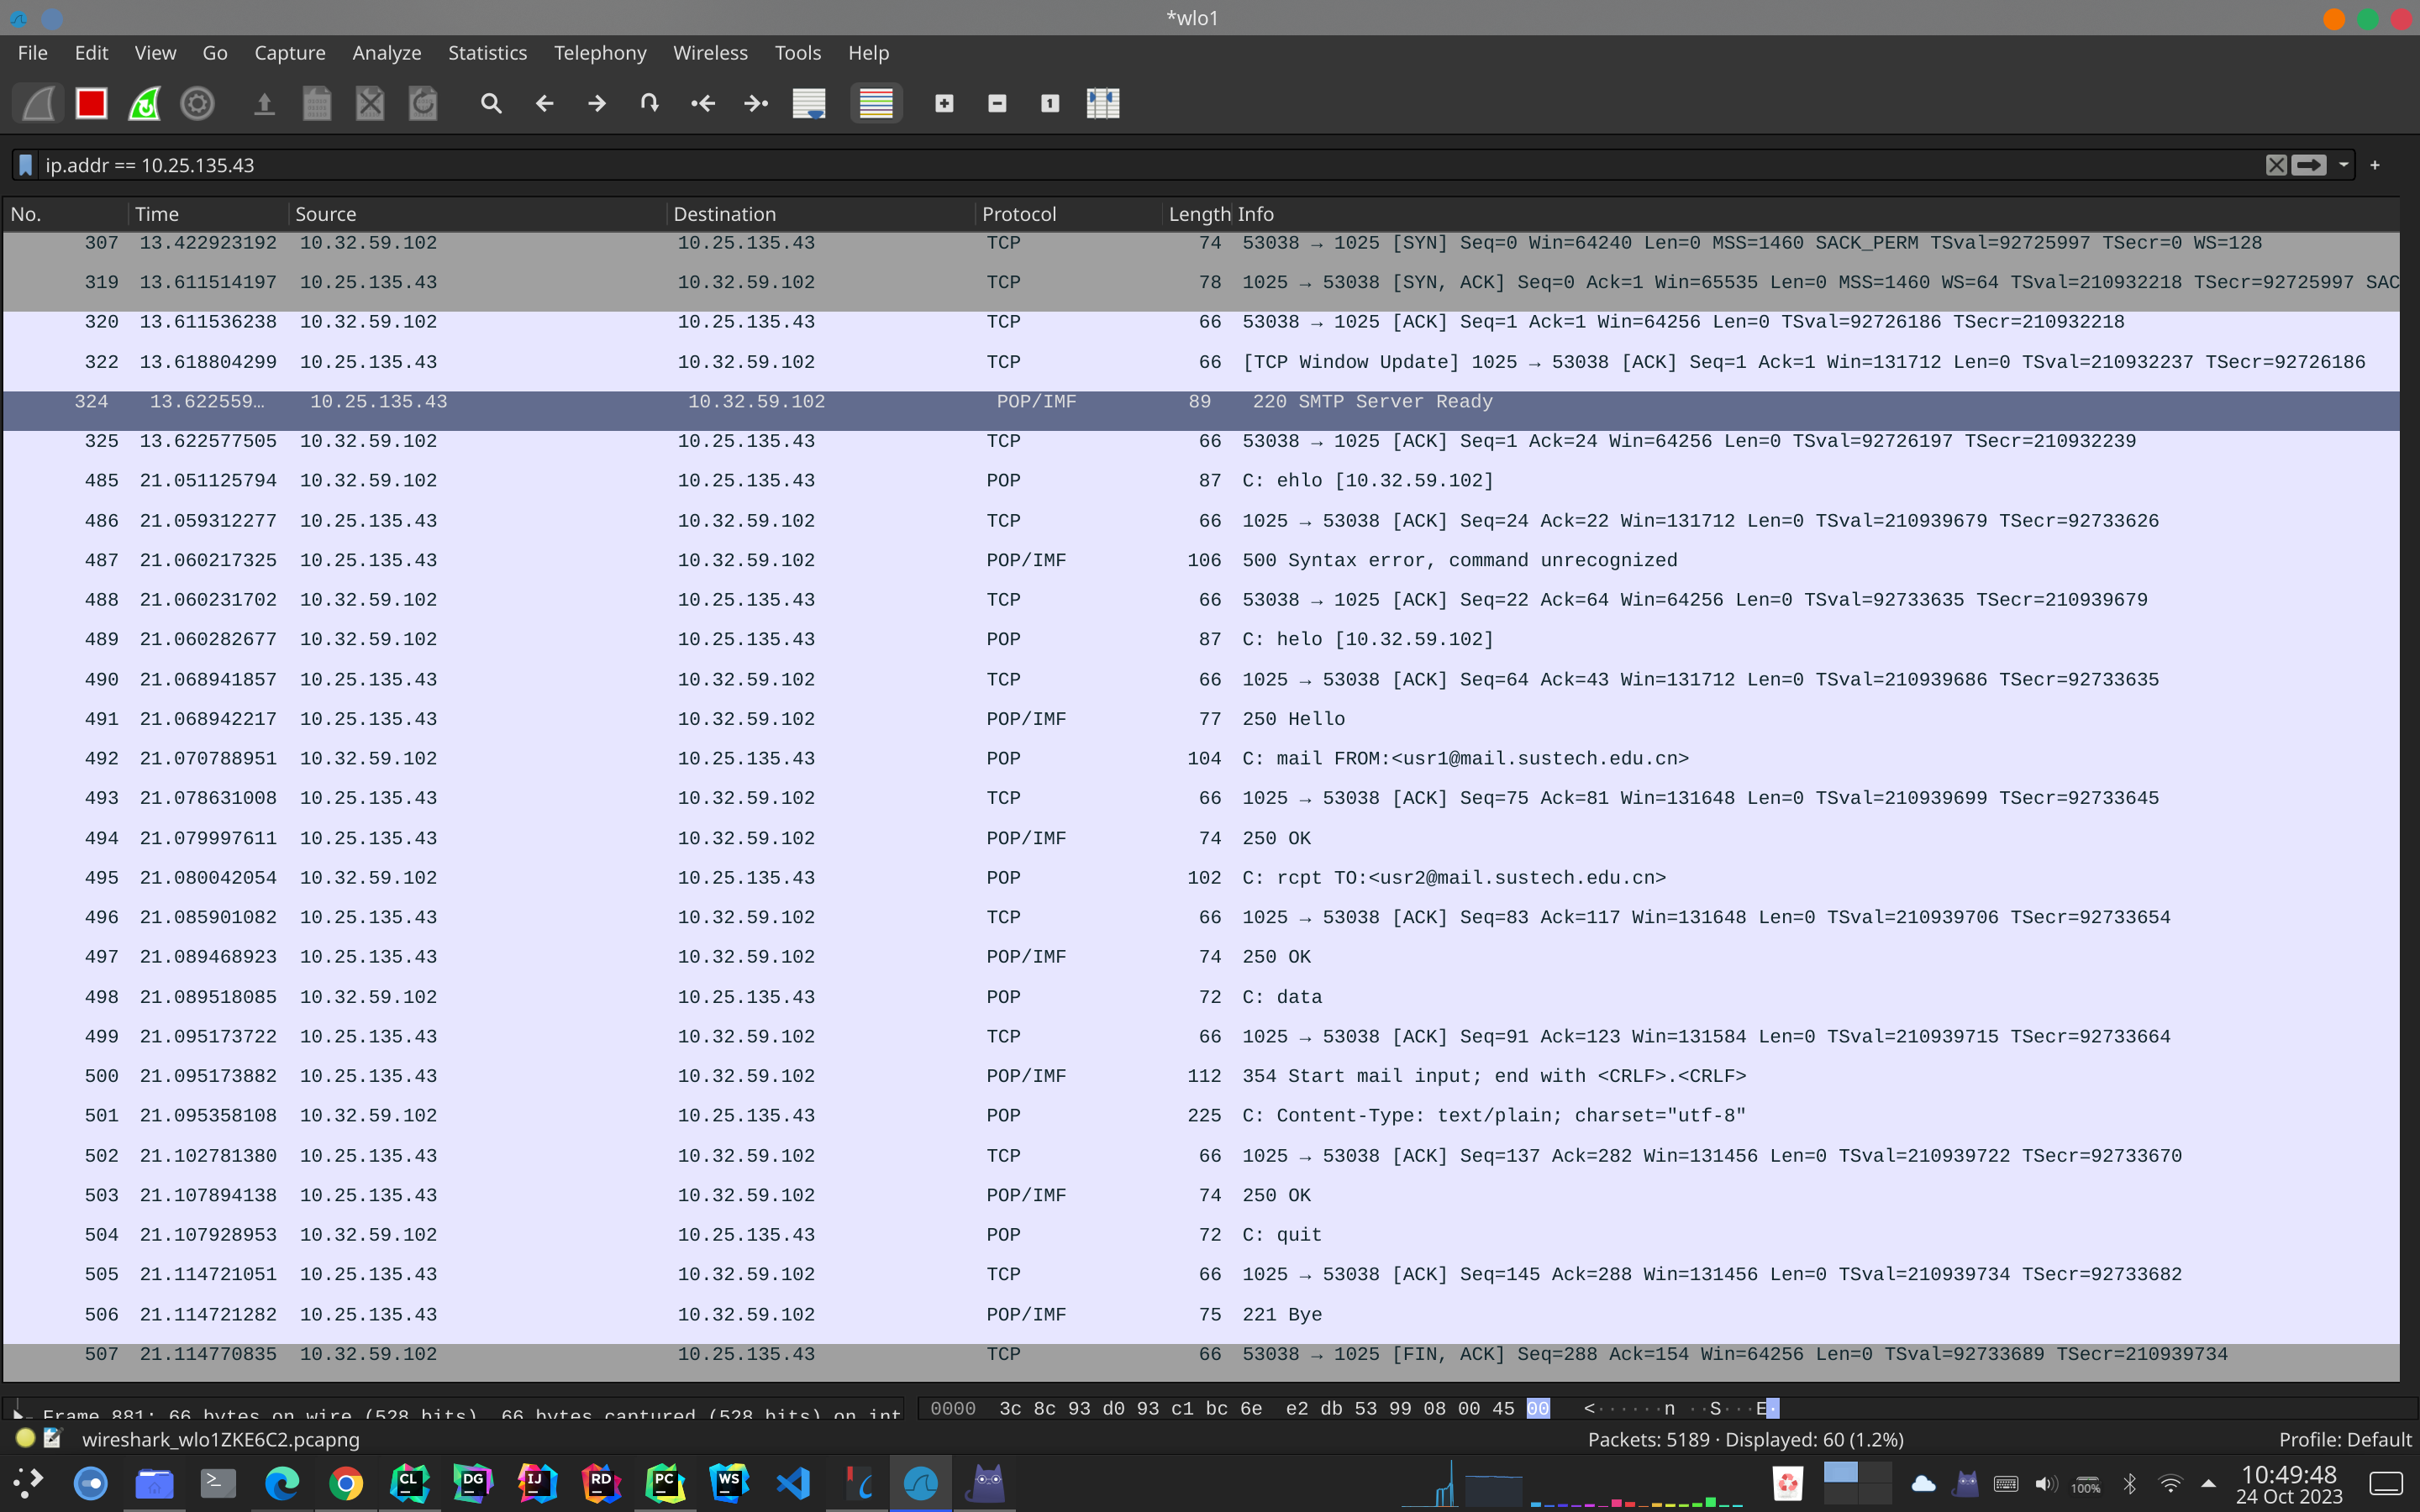 *wlo1
File Edit View Go Capture Analyze Statistics Telephony Wireless Tools Help
ip.addr == 10.25.135.43
No. Time Source Destination Protocol Length Info
307 13.422923192 10.32.59.102 10.25.135.43 TCP 74 53038 → 1025 [SYN] Seq=0 Win=64240 Len=0 MSS=1460 SACK_PERM TSval=92725997 TSecr=0 WS=128
319 13.611514197 10.25.135.43 10.32.59.102 TCP 78 1025 → 53038 [SYN, ACK] Seq=0 Ack=1 Win=65535 Len=0 MSS=1460 WS=64 TSval=210932218 TSecr=92725997 SAC
320 13.611536238 10.32.59.102 10.25.135.43 TCP 66 53038 → 1025 [ACK] Seq=1 Ack=1 Win=64256 Len=0 TSval=92726186 TSecr=210932218
322 13.618804299 10.25.135.43 10.32.59.102 TCP 66 [TCP Window Update] 1025 → 53038 [ACK] Seq=1 Ack=1 Win=131712 Len=0 TSval=210932237 TSecr=92726186
324 13.622559… 10.25.135.43 10.32.59.102 POP/IMF 89 220 SMTP Server Ready
325 13.622577505 10.32.59.102 10.25.135.43 TCP 66 53038 → 1025 [ACK] Seq=1 Ack=24 Win=64256 Len=0 TSval=92726197 TSecr=210932239
485 21.051125794 10.32.59.102 10.25.135.43 POP 87 C: ehlo [10.32.59.102]
486 21.059312277 10.25.135.43 10.32.59.102 TCP 66 1025 → 53038 [ACK] Seq=24 Ack=22 Win=131712 Len=0 TSval=210939679 TSecr=92733626
487 21.060217325 10.25.135.43 10.32.59.102 POP/IMF 106 500 Syntax error, command unrecognized
488 21.060231702 10.32.59.102 10.25.135.43 TCP 66 53038 → 1025 [ACK] Seq=22 Ack=64 Win=64256 Len=0 TSval=92733635 TSecr=210939679
489 21.060282677 10.32.59.102 10.25.135.43 POP 87 C: helo [10.32.59.102]
490 21.068941857 10.25.135.43 10.32.59.102 TCP 66 1025 → 53038 [ACK] Seq=64 Ack=43 Win=131712 Len=0 TSval=210939686 TSecr=92733635
491 21.068942217 10.25.135.43 10.32.59.102 POP/IMF 77 250 Hello
492 21.070788951 10.32.59.102 10.25.135.43 POP 104 C: mail FROM:<usr1@mail.sustech.edu.cn>
493 21.078631008 10.25.135.43 10.32.59.102 TCP 66 1025 → 53038 [ACK] Seq=75 Ack=81 Win=131648 Len=0 TSval=210939699 TSecr=92733645
494 21.079997611 10.25.135.43 10.32.59.102 POP/IMF 74 250 OK
495 21.080042054 10.32.59.102 10.25.135.43 POP 102 C: rcpt TO:<usr2@mail.sustech.edu.cn>
496 21.085901082 10.25.135.43 10.32.59.102 TCP 66 1025 → 53038 [ACK] Seq=83 Ack=117 Win=131648 Len=0 TSval=210939706 TSecr=92733654
497 21.089468923 10.25.135.43 10.32.59.102 POP/IMF 74 250 OK
498 21.089518085 10.32.59.102 10.25.135.43 POP 72 C: data
499 21.095173722 10.25.135.43 10.32.59.102 TCP 66 1025 → 53038 [ACK] Seq=91 Ack=123 Win=131584 Len=0 TSval=210939715 TSecr=92733664
500 21.095173882 10.25.135.43 10.32.59.102 POP/IMF 112 354 Start mail input; end with <CRLF>.<CRLF>
501 21.095358108 10.32.59.102 10.25.135.43 POP 225 C: Content-Type: text/plain; charset="utf-8"
502 21.102781380 10.25.135.43 10.32.59.102 TCP 66 1025 → 53038 [ACK] Seq=137 Ack=282 Win=131456 Len=0 TSval=210939722 TSecr=92733670
503 21.107894138 10.25.135.43 10.32.59.102 POP/IMF 74 250 OK
504 21.107928953 10.32.59.102 10.25.135.43 POP 72 C: quit
505 21.114721051 10.25.135.43 10.32.59.102 TCP 66 1025 → 53038 [ACK] Seq=145 Ack=288 Win=131456 Len=0 TSval=210939734 TSecr=92733682
506 21.114721282 10.25.135.43 10.32.59.102 POP/IMF 75 221 Bye
507 21.114770835 10.32.59.102 10.25.135.43 TCP 66 53038 → 1025 [FIN, ACK] Seq=288 Ack=154 Win=64256 Len=0 TSval=92733689 TSecr=210939734
Frame 881: 66 bytes on wire (528 bits), 66 bytes captured (528 bits) on int
0000 3c 8c 93 d0 93 c1 bc 6e e2 db 53 99 08 00 45 00 <······n ··S···E·
wireshark_wlo1ZKE6C2.pcapng
Packets: 5189 · Displayed: 60 (1.2%)
Profile: Default
CL DG IJ RD PC WS
100%
10:49:48
24 Oct 2023